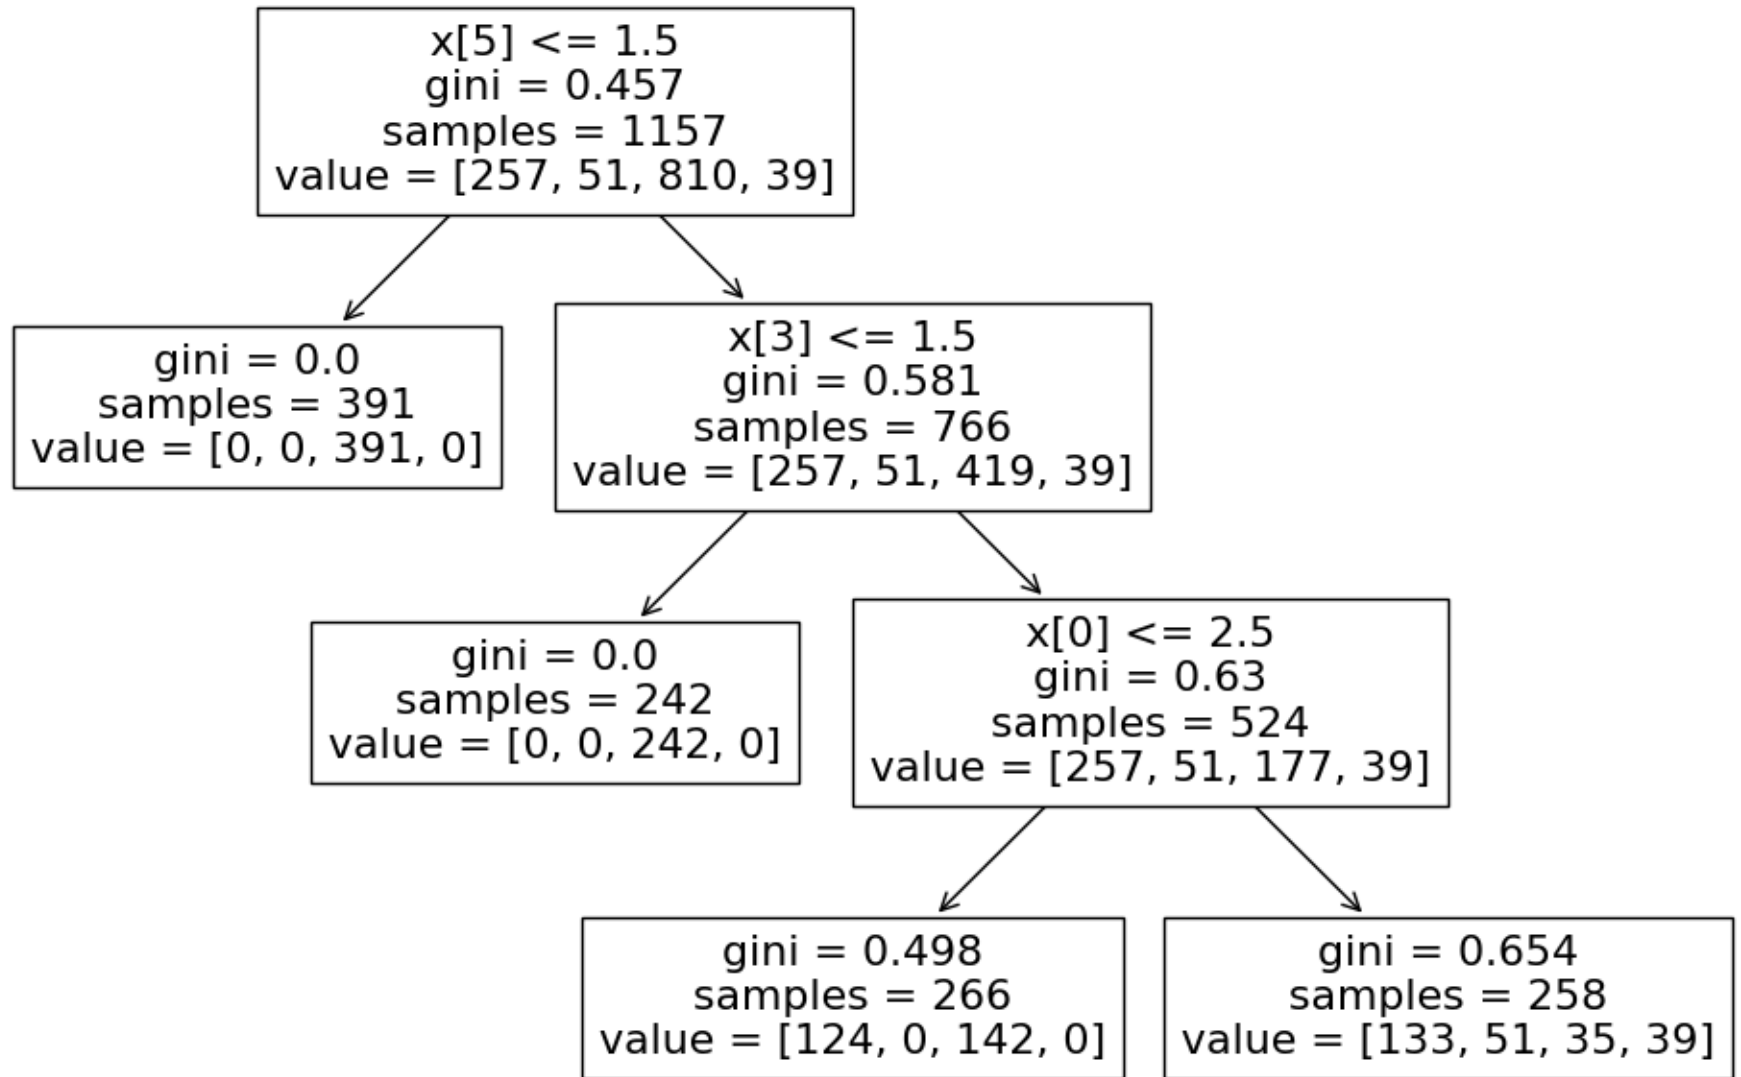 x[5] <= 1.5
gini = 0.457
samples = 1157
value = [257, 51, 810, 39]
gini = 0.0
samples = 391
value = [0, 0, 391, 0]
x[3] <= 1.5
gini = 0.581
samples = 766
value = [257, 51, 419, 39]
gini = 0.0
samples = 242
value = [0, 0, 242, 0]
x[0] <= 2.5
gini = 0.63
samples = 524
value = [257, 51, 177, 39]
gini = 0.498
samples = 266
value = [124, 0, 142, 0]
gini = 0.654
samples = 258
value = [133, 51, 35, 39]